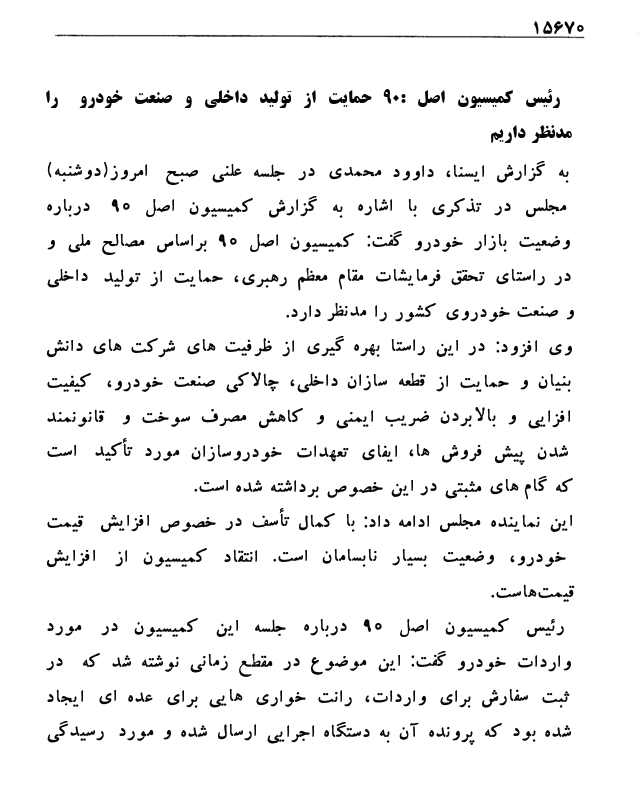 ۱۵۶۷۰
رئیس کمیسیون اصل :۹۰ حمایت از تولید داخلی و صنعت خودرو را
مدنظر داریم
به گزارش ایسنا، داوود محمدی در جلسه علنی صبح امروز(دوشنبه)
مجلس در تذکری با اشاره به گزارش کمیسیون اصل ۹۰ درباره
وضعیت بازار خودرو گفت: کمیسیون اصل ۹۰ براساس مصالح ملی و
در راستای تحقق فرمایشات مقام معظم رهبری، حمایت از تولید داخلی
و صنعت خودروی کشور را مدنظر دارد.
وی افزود: در این راستا بهره گیری از ظرفیت های شرکت های دانش
بنیان و حمایت از قطعه سازان داخلی، چالاکی صنعت خودرو، کیفیت
افزایی و بالابردن ضریب ایمنی و کاهش مصرف سوخت و قانونمند
شدن پیش فروش ها، ایفای تعهدات خودروسازان مورد تأکید است
که گام های مثبتی در این خصوص برداشته شده است.
این نماینده مجلس ادامه داد: با کمال تأسف در خصوص افزایش قیمت
خودرو، وضعیت بسیار نابسامان است. انتقاد کمیسیون از افزایش
قیمت‌هاست.
رئیس کمیسیون اصل ۹۰ درباره جلسه این کمیسیون در مورد
واردات خودرو گفت: این موضوع در مقطع زمانی نوشته شد که در
ثبت سفارش برای واردات، رانت خواری هایی برای عده ای ایجاد
شده بود که پرونده آن به دستگاه اجرایی ارسال شده و مورد رسیدگی